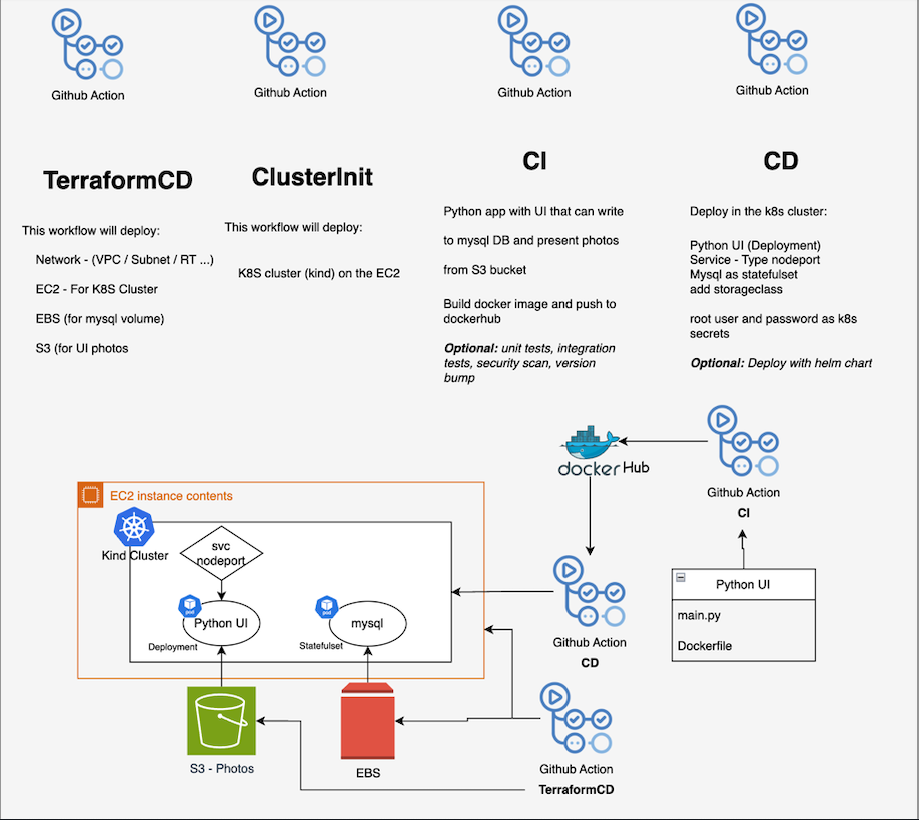 Github Action
Github Action
Github Action
Github Action
TerraformCD
This workflow will deploy:
Network - (VPC / Subnet / RT ...)
EC2 - For K8S Cluster
EBS (for mysql volume)
S3 (for UI photos
ClusterInit
This workflow will deploy:
K8S cluster (kind) on the EC2
CI
Python app with UI that can write
to mysql DB and present photos
from S3 bucket
Build docker image and push to
dockerhub
Optional: unit tests, integration
tests, security scan, version
bump
CD
Deploy in the k8s cluster:
Python UI (Deployment)
Service - Type nodeport
Mysql as statefulset
add storageclass
root user and password as k8s
secrets
Optional: Deploy with helm chart
docker Hub
Github Action
CI
EC2 instance contents
Kind Cluster
svc
nodeport
pod
Python UI
Deployment
pod
mysql
Statefulset
Github Action
CD
Python UI
main.py
Dockerfile
S3 - Photos
EBS
Github Action
TerraformCD